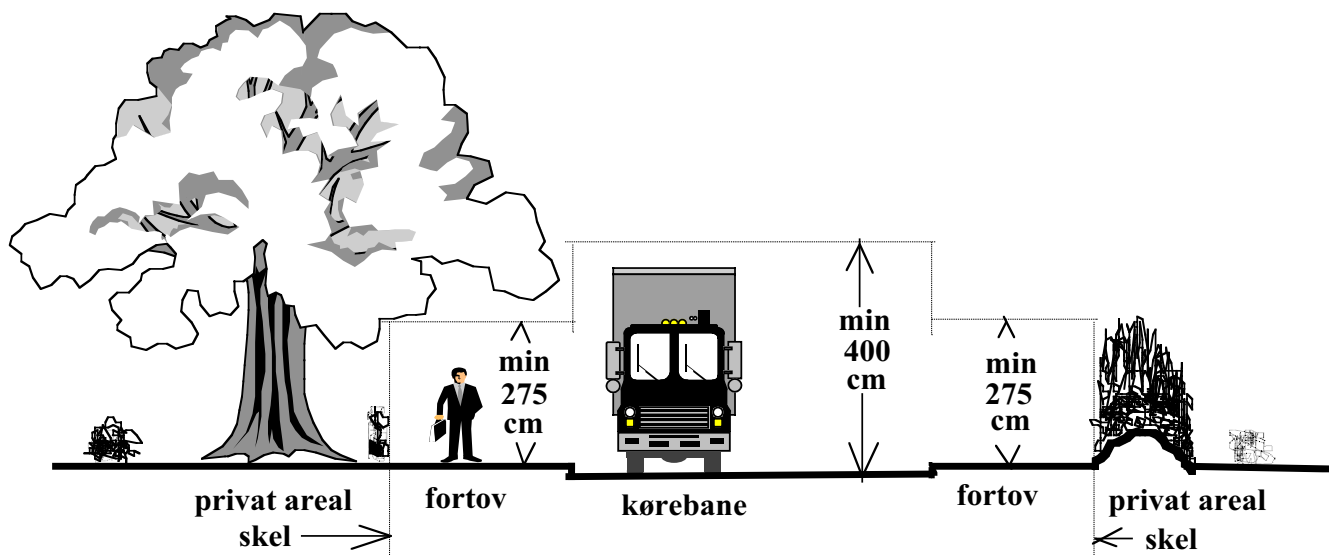 min
400
cm
min
275
cm
min
275
cm
privat areal
fortov
kørebane
fortov
privat areal
skel
skel